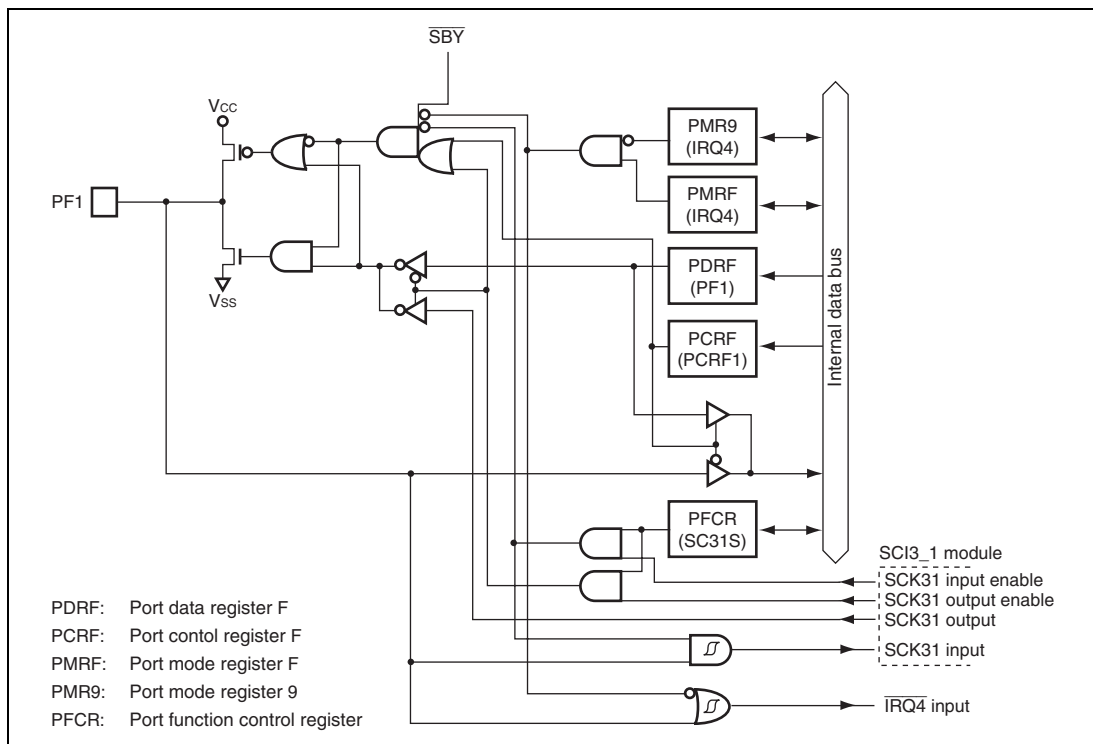 SBY
VCC
PF1
VSS
PMR9
(IRQ4)
PMRF
(IRQ4)
PDRF
(PF1)
PCRF
(PCRF1)
PFCR
(SC31S)
Internal data bus
SCI3_1 module
SCK31 input enable
SCK31 output enable
SCK31 output
SCK31 input
IRQ4 input
PDRF: Port data register F
PCRF: Port contol register F
PMRF: Port mode register F
PMR9: Port mode register 9
PFCR: Port function control register